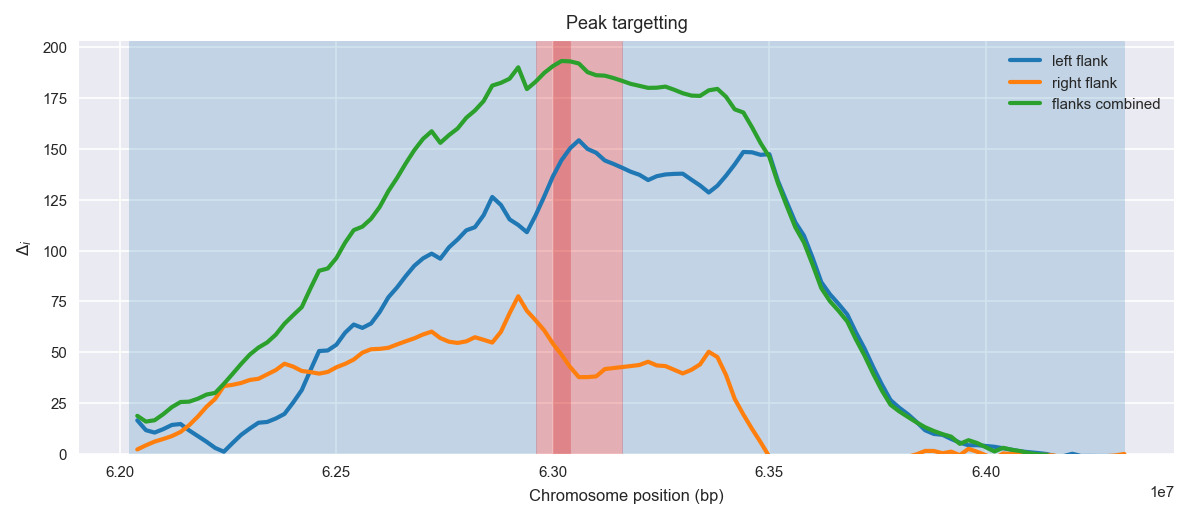 Peak targetting
200
175
150
125
100
75
50
25
0
Δi
6.20 6.25 6.30 6.35 6.40
1e7
Chromosome position (bp)
left flank
right flank
flanks combined